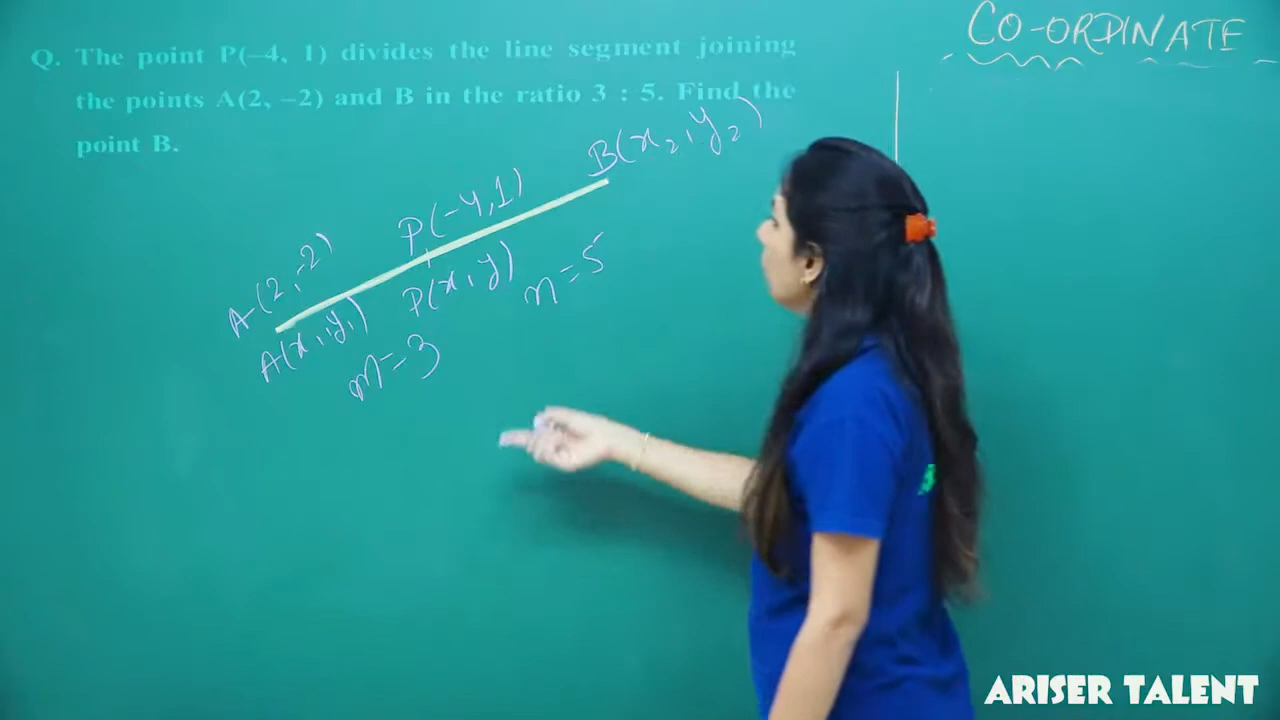 CO-ORDINATE
Q. The point P(–4, 1) divides the line segment joining
the points A(2, –2) and B in the ratio 3 : 5. Find the
point B.
B(x₂, y₂)
P(-4,1)
A(2,-2)
P(x,y)
n=5
A(x₁,y₁)
m=3
ARISER TALENT